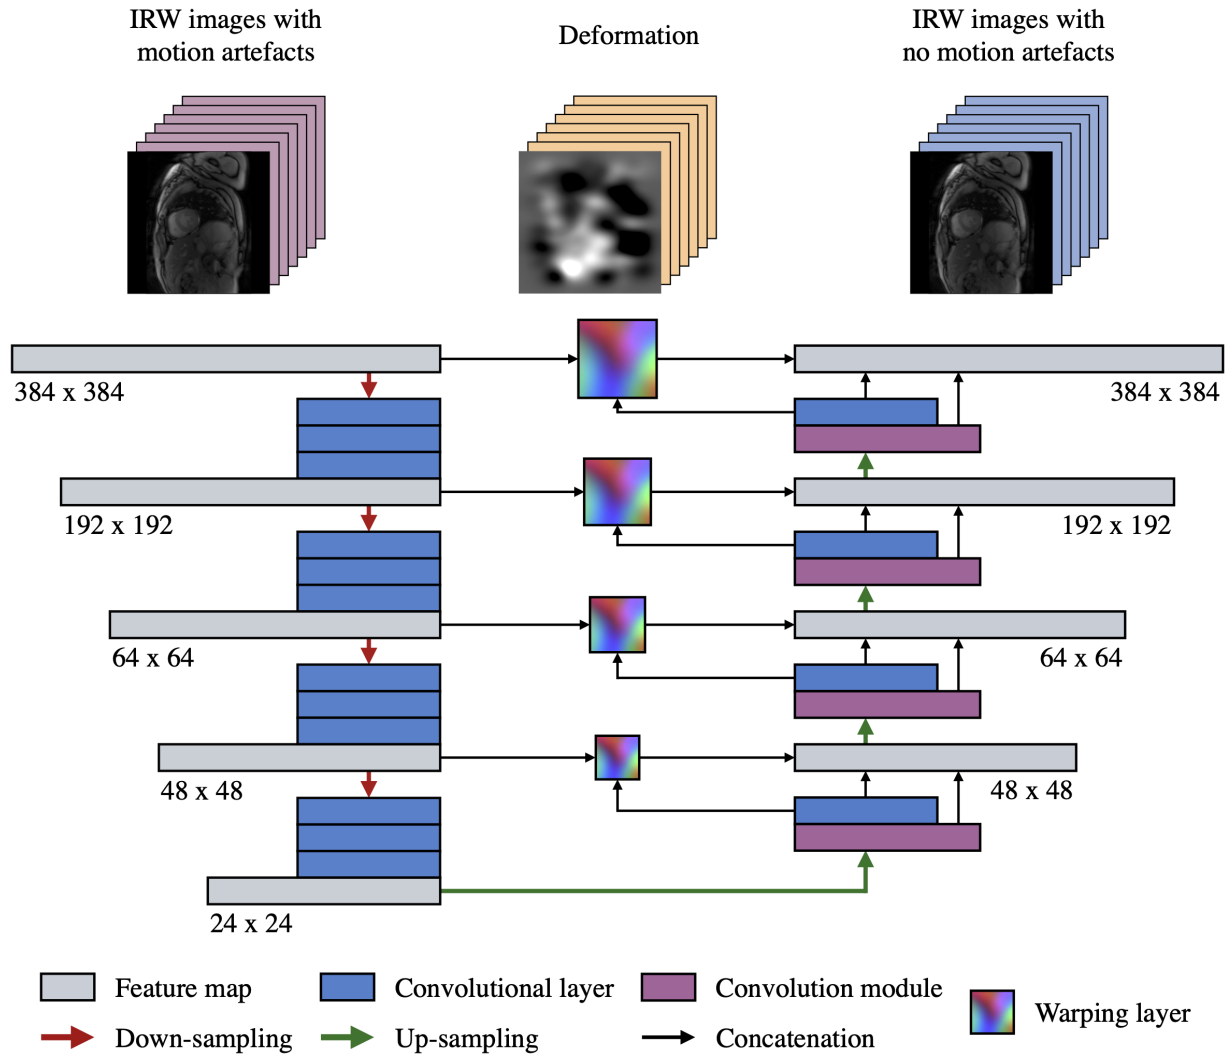 IRW images with
motion artefacts
Deformation
IRW images with
no motion artefacts
384 x 384
384 x 384
192 x 192
192 x 192
64 x 64
64 x 64
48 x 48
48 x 48
24 x 24
Feature map
Convolutional layer
Convolution module
Warping layer
Down-sampling
Up-sampling
Concatenation